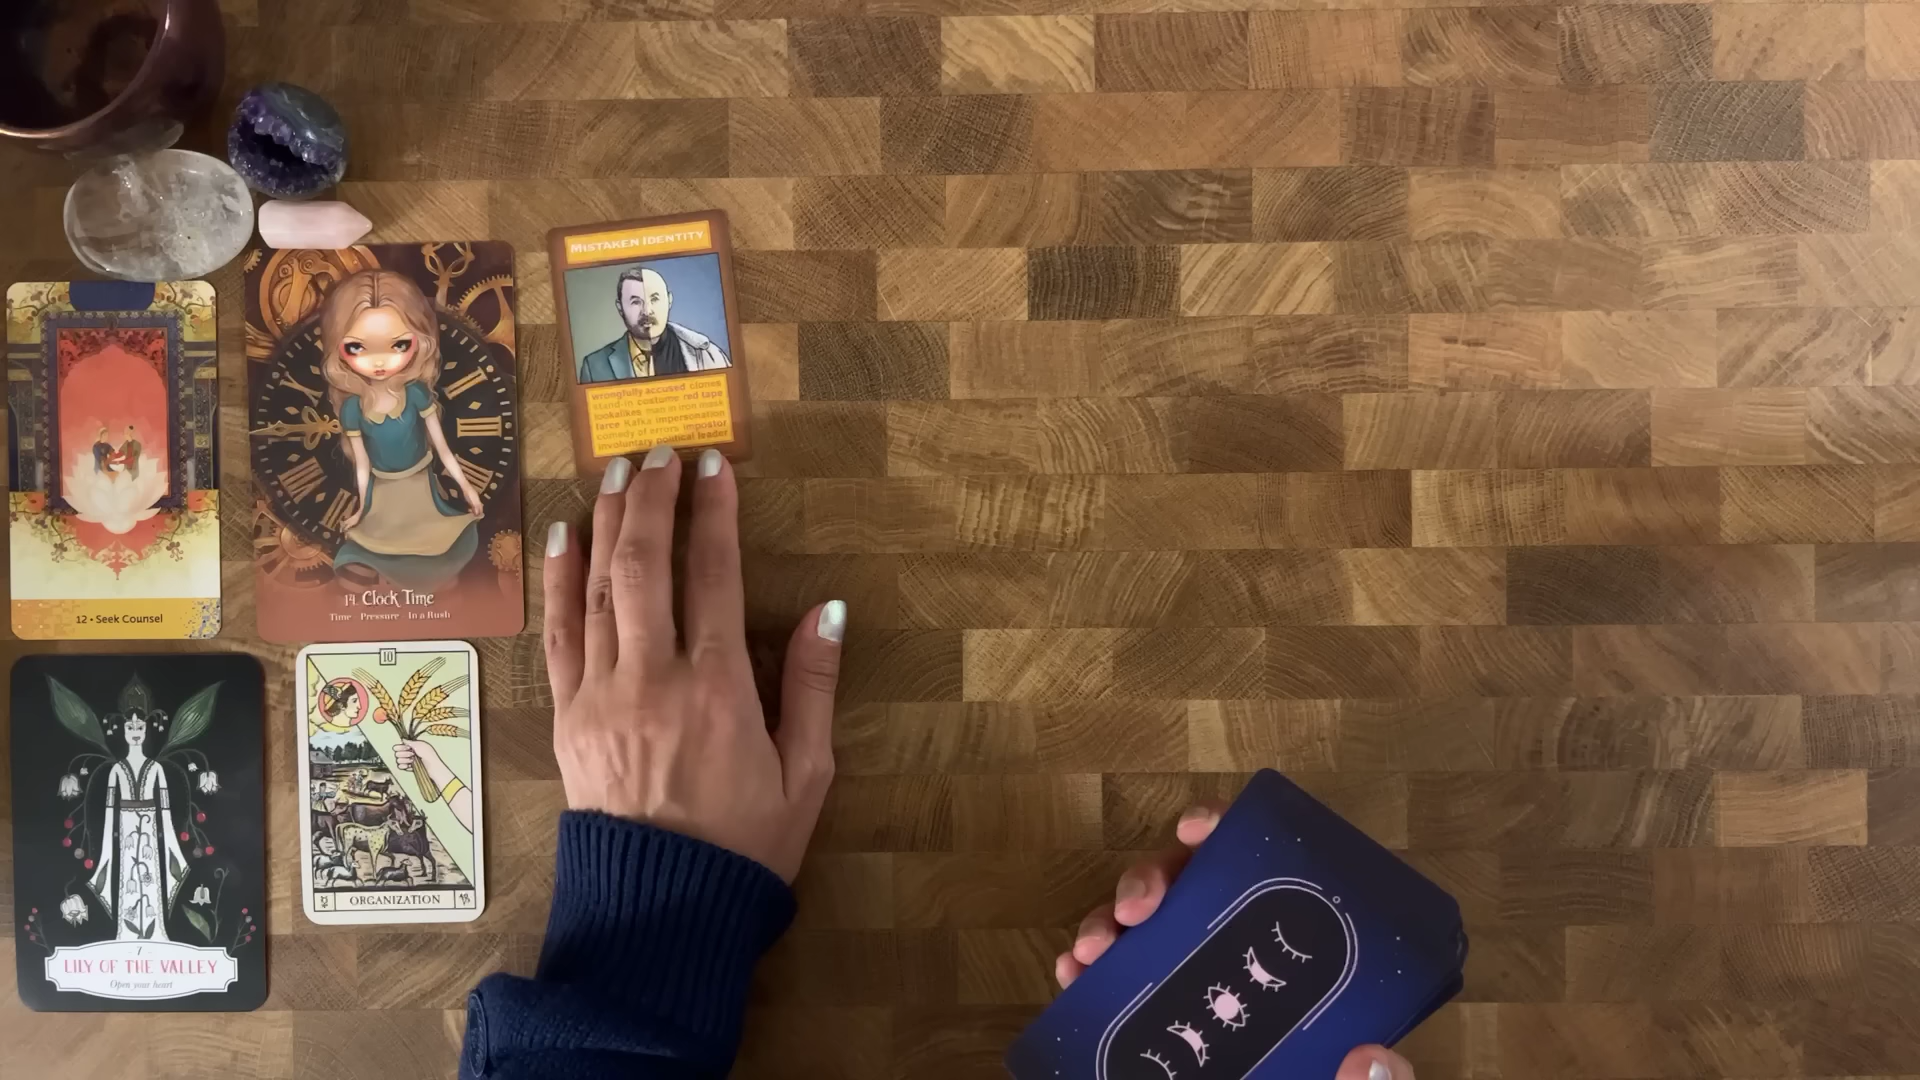 12 • Seek Counsel
14. Clock Time
Time Pressure In a Rush
MISTAKEN IDENTITY
wrongfully accused clones
stand-in costume red tape
lookalikes man in iron mask
farce Kafka impersonation
comedy of errors impostor
involuntary political leader
7
LILY OF THE VALLEY
Open your heart
10
ORGANIZATION